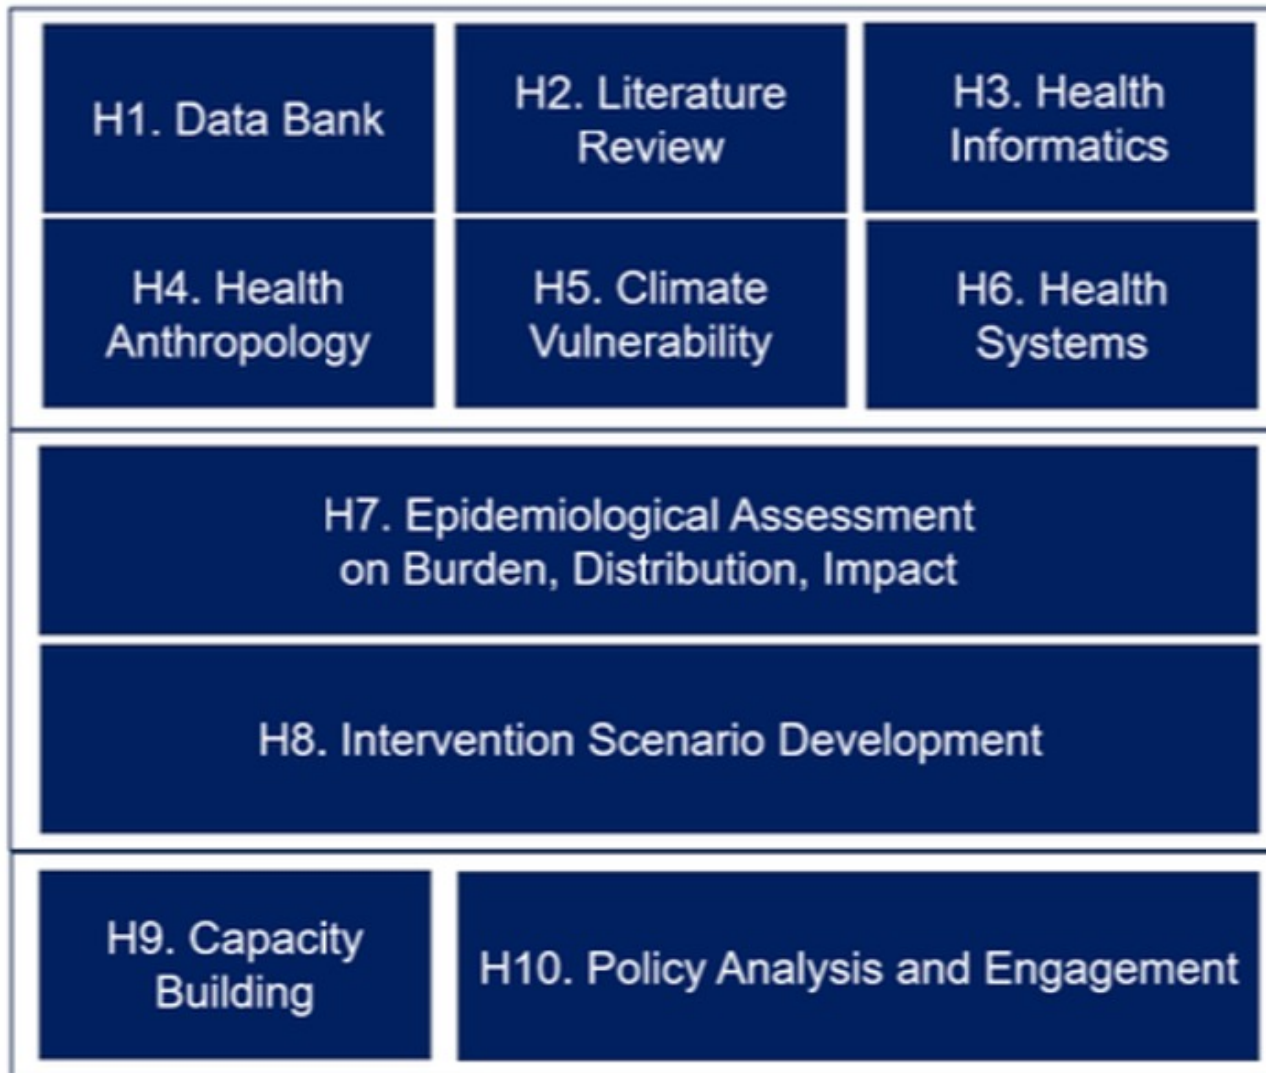 H1. Data Bank
H2. Literature
Review
H3. Health
Informatics
H4. Health
Anthropology
H5. Climate
Vulnerability
H6. Health
Systems
H7. Epidemiological Assessment
on Burden, Distribution, Impact
H8. Intervention Scenario Development
H9. Capacity
Building
H10. Policy Analysis and Engagement